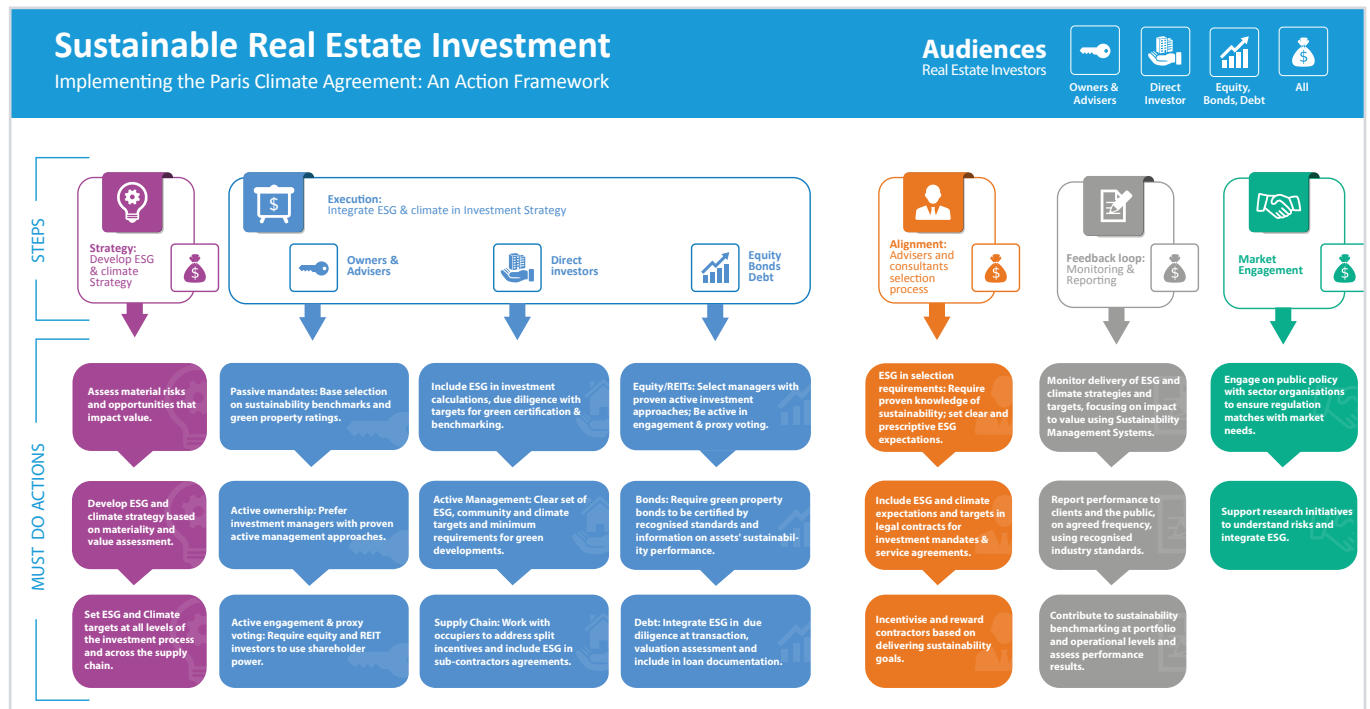 Sustainable Real Estate Investment
Implementing the Paris Climate Agreement: An Action Framework
Audiences
Real Estate Investors
Owners &
Advisers
Direct
Investor
Equity,
Bonds, Debt
All
STEPS
Strategy:
Develop ESG
& climate
Strategy
$
$
Execution:
Integrate ESG & climate in Investment Strategy
Owners &
Advisers
Direct
investors
Equity
Bonds
Debt
Alignment:
Advisers and
consultants
selection
process
$
Feedback loop:
Monitoring &
Reporting
$
Market
Engagement
$
MUST DO ACTIONS
Assess material risks
and opportunities that
impact value.
Develop ESG and
climate strategy based
on materiality and
value assessment.
Set ESG and Climate
targets at all levels of
the investment process
and across the supply
chain.
Passive mandates: Base selection
on sustainability benchmarks and
green property ratings.
Active ownership: Prefer
investment managers with proven
active management approaches.
Active engagement & proxy
voting: Require equity and REIT
investors to use shareholder
power.
Include ESG in investment
calculations, due diligence with
targets for green certification &
benchmarking.
Active Management: Clear set of
ESG, community and climate
targets and minimum
requirements for green
developments.
Supply Chain: Work with
occupiers to address split
incentives and include ESG in
sub-contractors agreements.
Equity/REITs: Select managers with
proven active investment
approaches; Be active in
engagement & proxy voting.
Bonds: Require green property
bonds to be certified by
recognised standards and
information on assets' sustainabil-
ity performance.
Debt: Integrate ESG in due
diligence at transaction,
valuation assessment and
include in loan documentation.
ESG in selection
requirements: Require
proven knowledge of
sustainability; set clear and
prescriptive ESG
expectations.
Include ESG and climate
expectations and targets in
legal contracts for
investment mandates &
service agreements.
Incentivise and reward
contractors based on
delivering sustainability
goals.
Monitor delivery of ESG and
climate strategies and
targets, focusing on impact
to value using Sustainability
Management Systems.
Report performance to
clients and the public,
on agreed frequency,
using recognised
industry standards.
Contribute to sustainability
benchmarking at portfolio
and operational levels and
assess performance
results.
Engage on public policy
with sector organisations
to ensure regulation
matches with market
needs.
Support research initiatives
to understand risks and
integrate ESG.